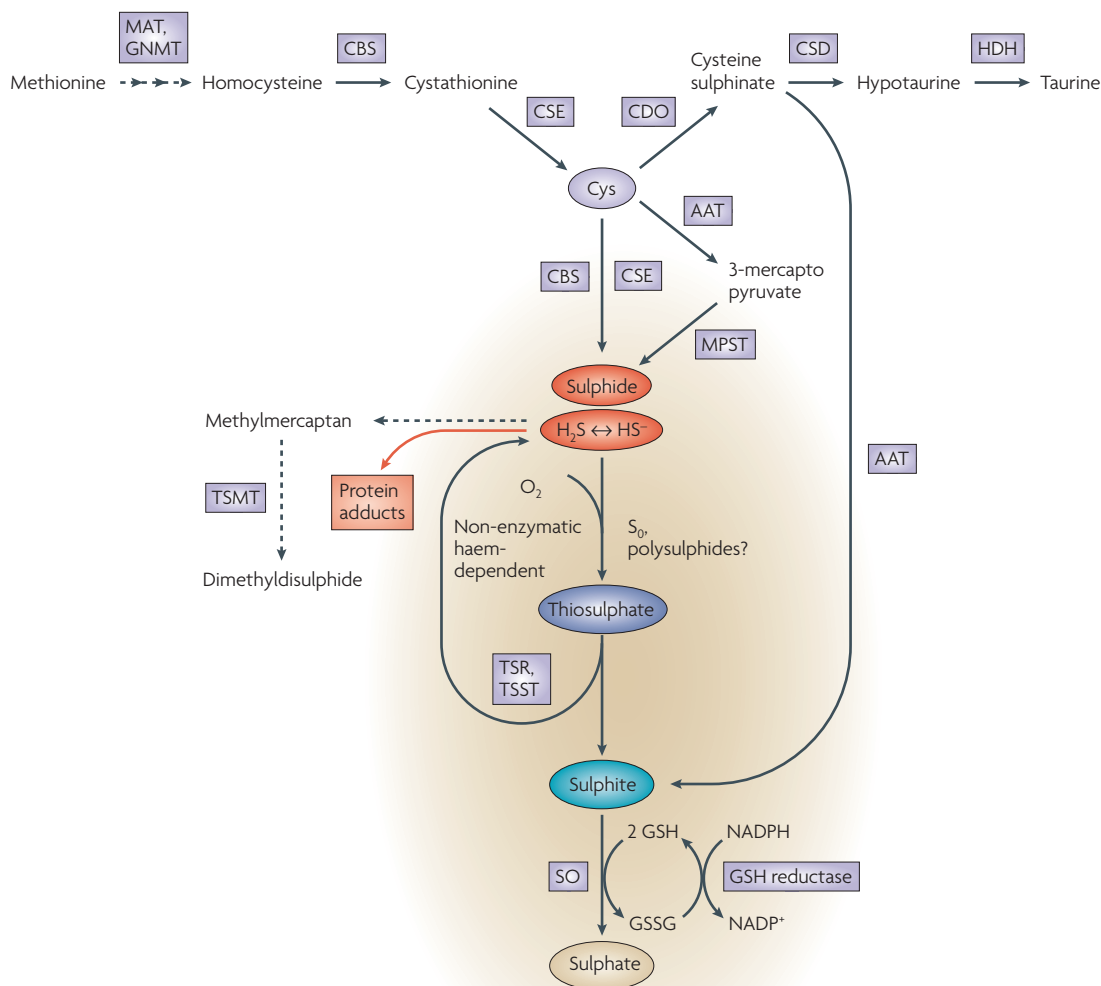 MAT,
GNMT
CBS
CSD
HDH
Methionine
Homocysteine
Cystathionine
Cysteine
sulphinate
Hypotaurine
Taurine
CSE
CDO
Cys
AAT
CBS
CSE
3-mercapto
pyruvate
MPST
Sulphide
Methylmercaptan
H₂S ↔ HS⁻
AAT
TSMT
Protein
adducts
O₂
Non-enzymatic
haem-
dependent
S₀,
polysulphides?
Dimethyldisulphide
Thiosulphate
TSR,
TSST
Sulphite
2 GSH
NADPH
SO
GSH reductase
GSSG
NADP⁺
Sulphate